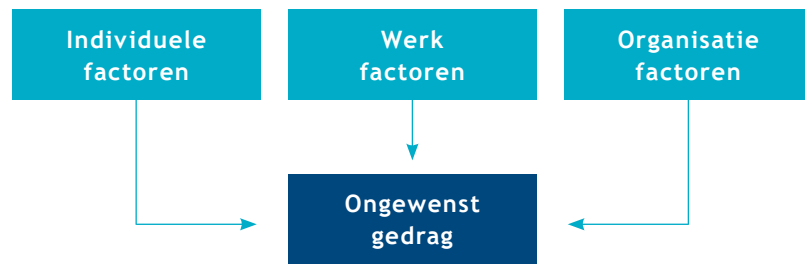 Individuele
factoren
Werk
factoren
Organisatie
factoren
Ongewenst
gedrag